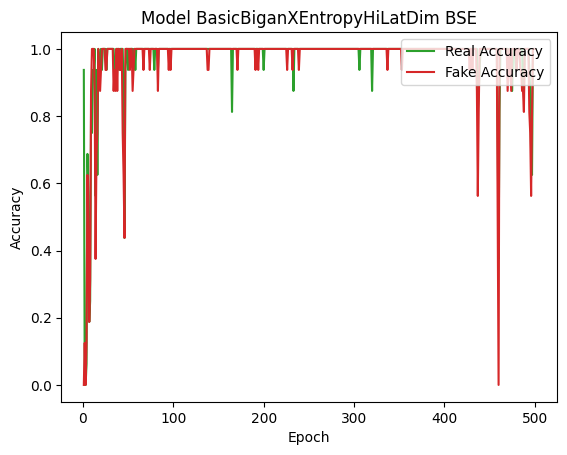 Model BasicBiganXEntropyHiLatDim BSE
Real Accuracy
Fake Accuracy
Accuracy
1.0
0.8
0.6
0.4
0.2
0.0
0 100 200 300 400 500
Epoch